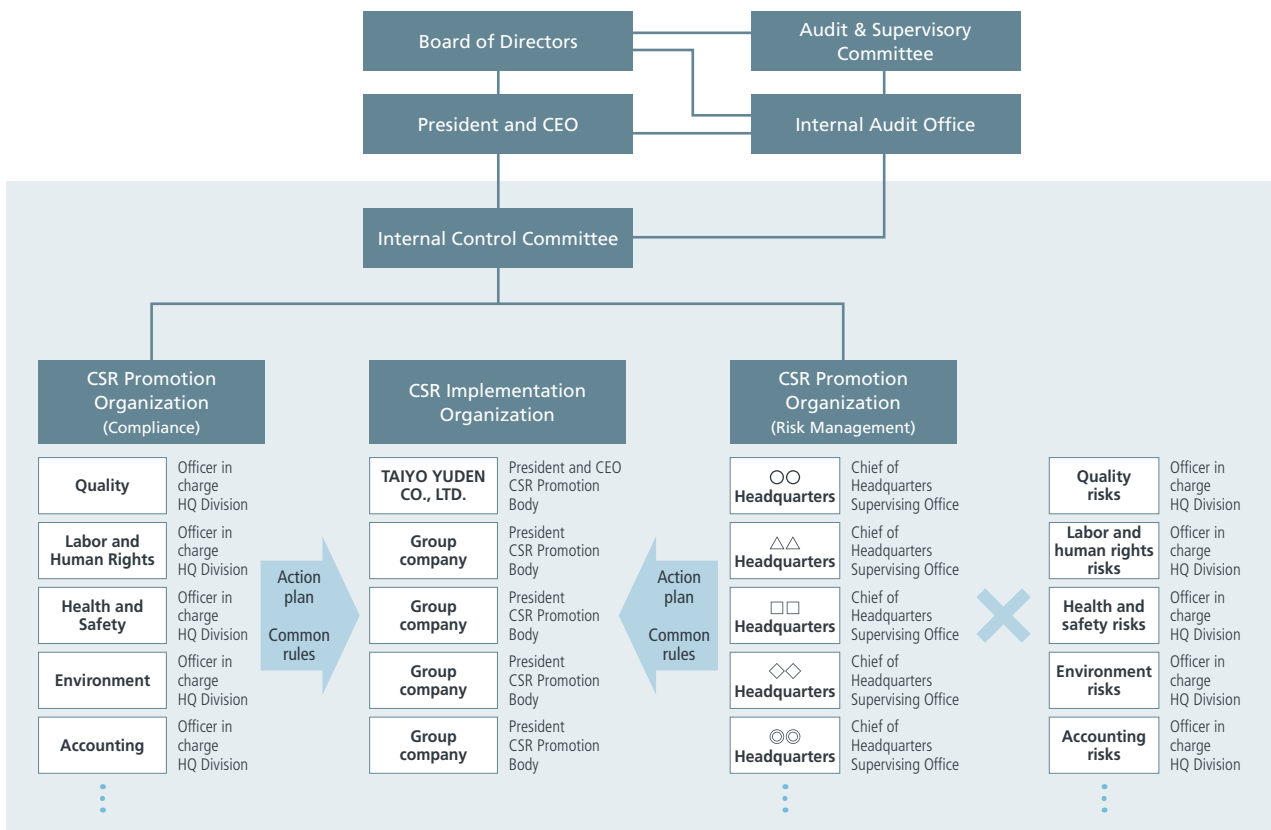 Board of Directors
Audit & Supervisory
Committee
President and CEO
Internal Audit Office
Internal Control Committee
CSR Promotion
Organization
(Compliance)
Quality
Officer in
charge
HQ Division
Labor and
Human Rights
Officer in
charge
HQ Division
Health and
Safety
Officer in
charge
HQ Division
Environment
Officer in
charge
HQ Division
Accounting
Officer in
charge
HQ Division
Action
plan
Common
rules
CSR Implementation
Organization
TAIYO YUDEN
CO., LTD.
President and CEO
CSR Promotion
Body
Group
company
President
CSR Promotion
Body
Group
company
President
CSR Promotion
Body
Group
company
President
CSR Promotion
Body
Group
company
President
CSR Promotion
Body
Action
plan
Common
rules
CSR Promotion
Organization
(Risk Management)
○○
Headquarters
Chief of
Headquarters
Supervising Office
△△
Headquarters
Chief of
Headquarters
Supervising Office
□□
Headquarters
Chief of
Headquarters
Supervising Office
◇◇
Headquarters
Chief of
Headquarters
Supervising Office
◎◎
Headquarters
Chief of
Headquarters
Supervising Office
Quality
risks
Officer in
charge
HQ Division
Labor and
human rights
risks
Officer in
charge
HQ Division
Health and
safety risks
Officer in
charge
HQ Division
Environment
risks
Officer in
charge
HQ Division
Accounting
risks
Officer in
charge
HQ Division